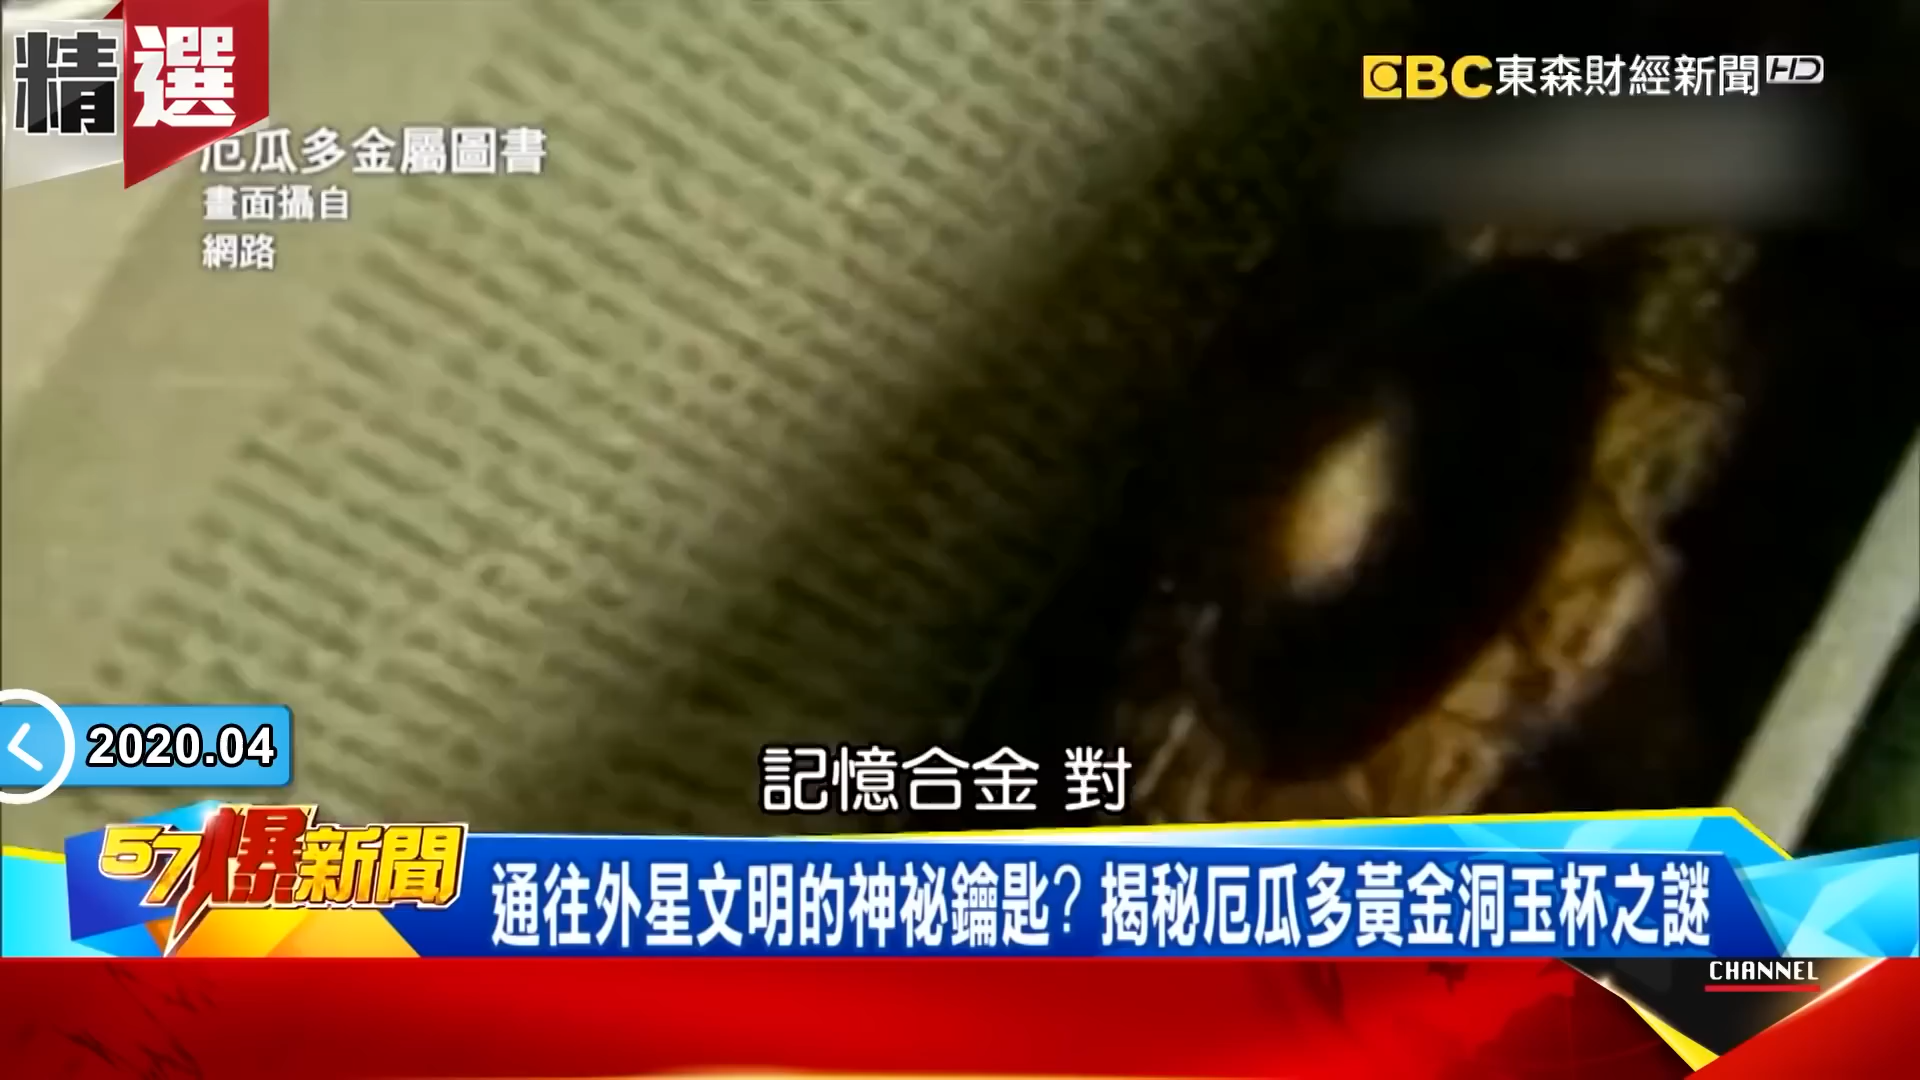 精選
EBC東森財經新聞HD
厄瓜多金屬圖書
畫面攝自
網路
2020.04
記憶合金 對
57爆新聞
通往外星文明的神祕鑰匙？揭秘厄瓜多黃金洞玉杯之謎
CHANNEL